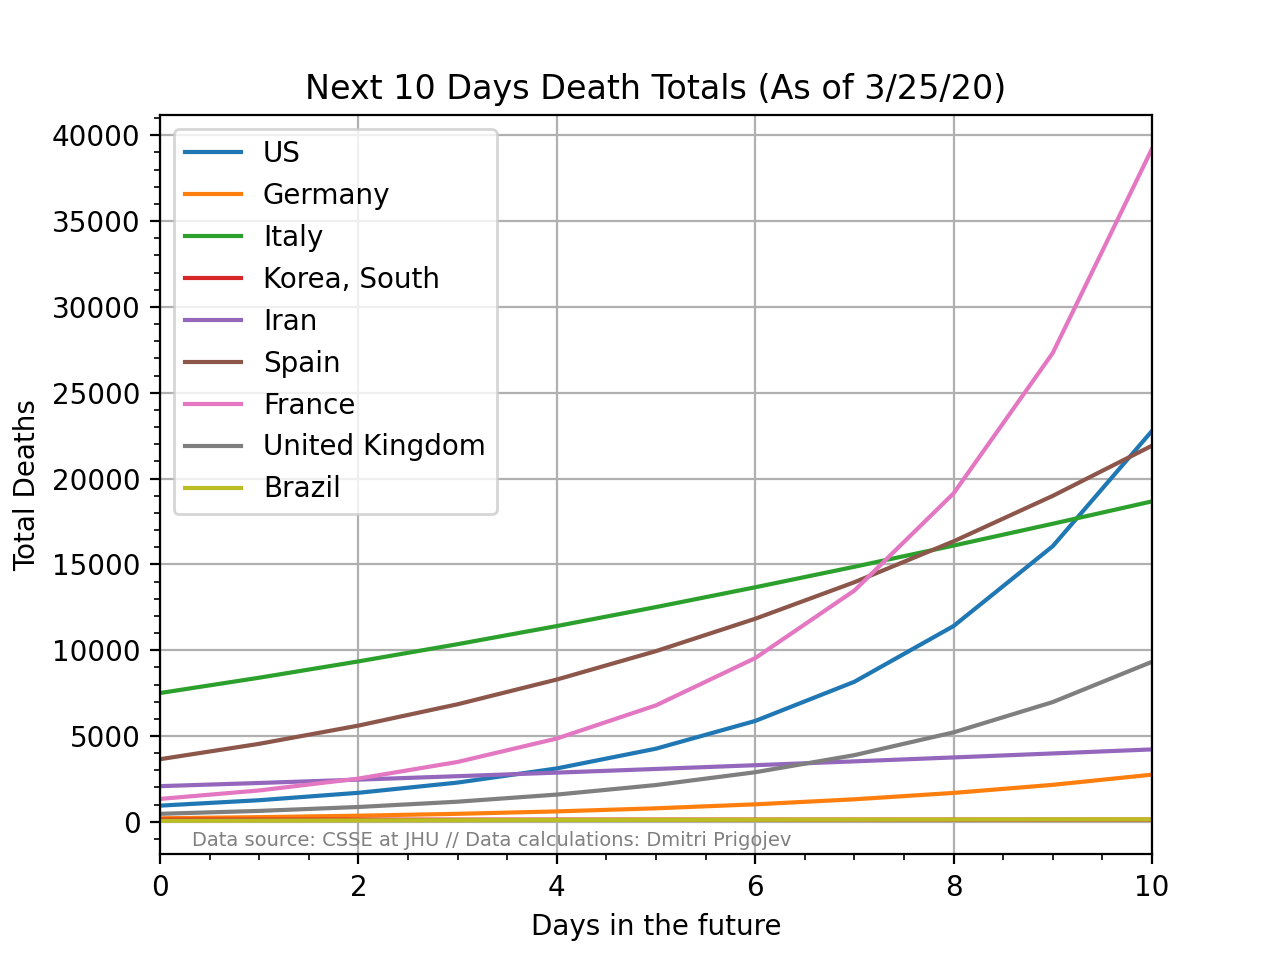 Next 10 Days Death Totals (As of 3/25/20)
40000
35000
30000
25000
20000
15000
10000
5000
0
Total Deaths
US
Germany
Italy
Korea, South
Iran
Spain
France
United Kingdom
Brazil
Data source: CSSE at JHU // Data calculations: Dmitri Prigojev
0 2 4 6 8 10
Days in the future